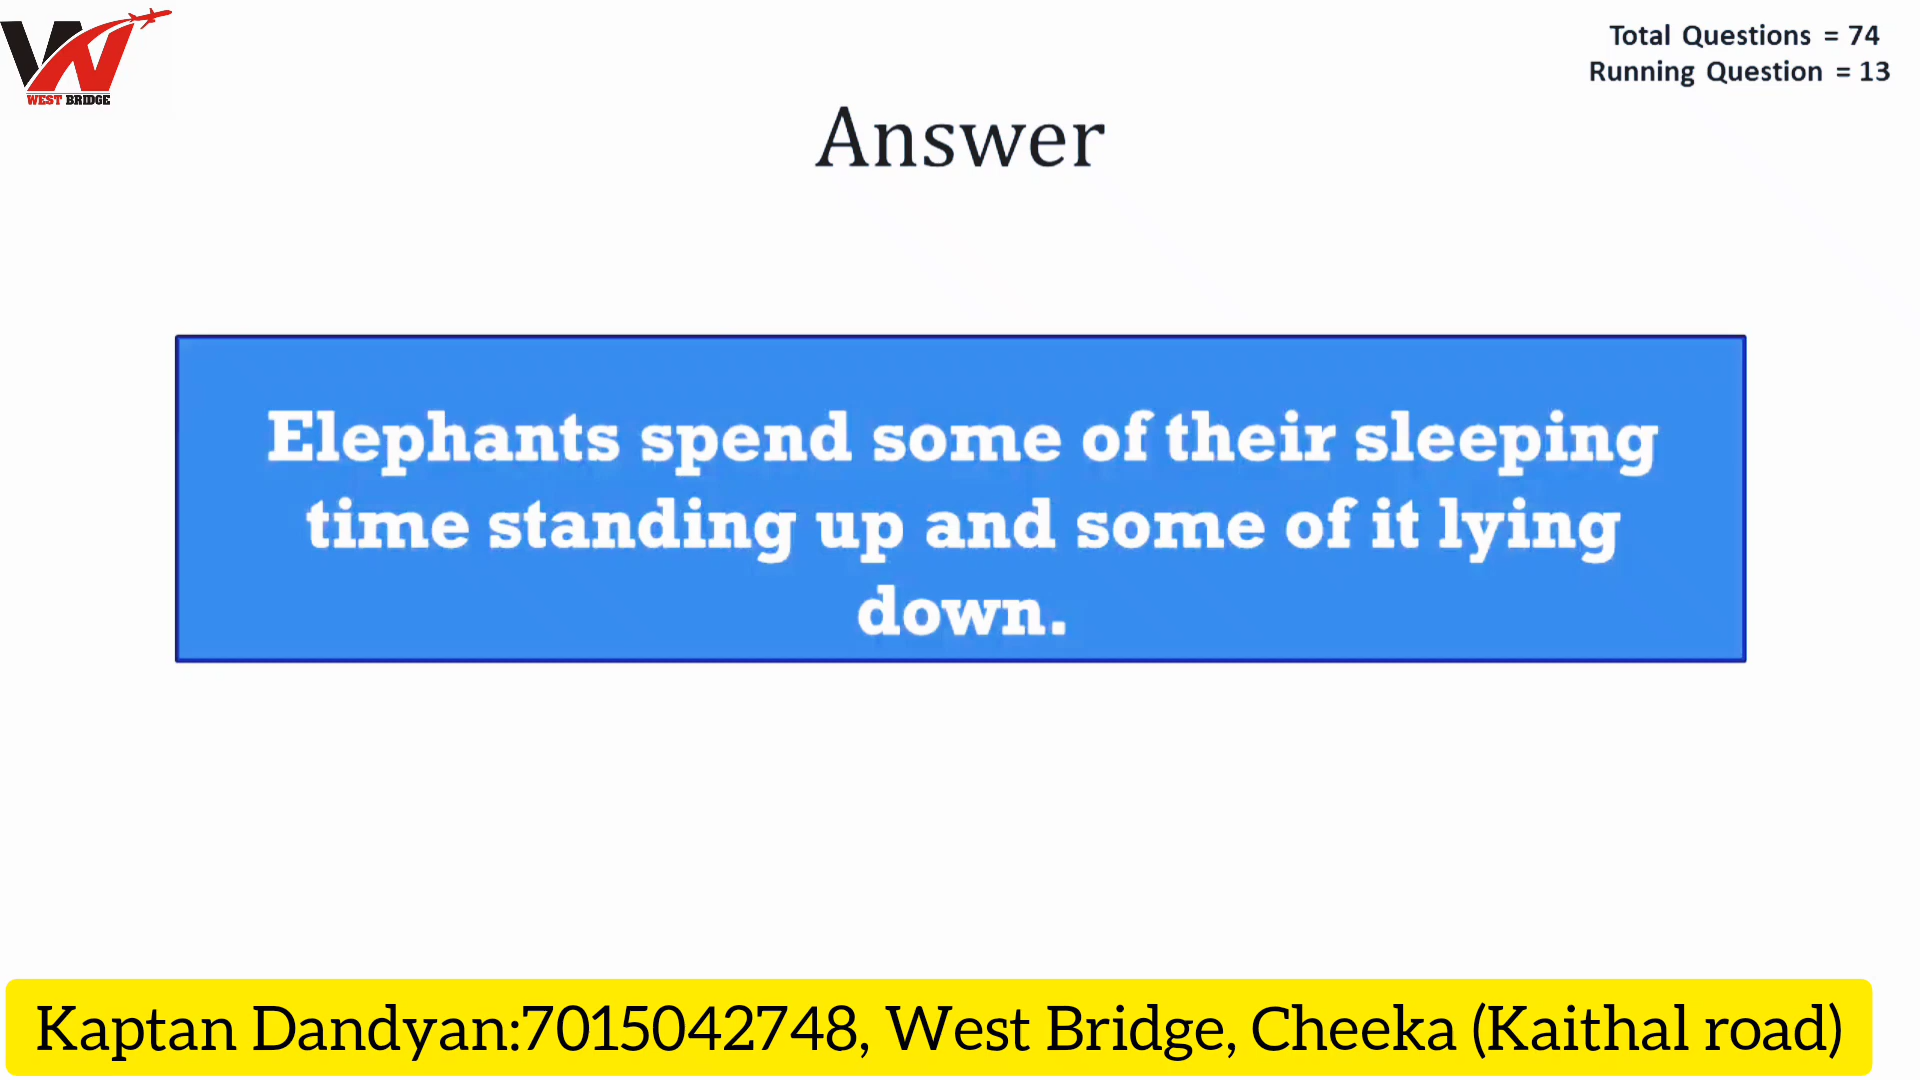 WEST BRIDGE
Total Questions = 74
Running Question = 13
Answer
Elephants spend some of their sleeping
time standing up and some of it lying
down.
Kaptan Dandyan:7015042748, West Bridge, Cheeka (Kaithal road)